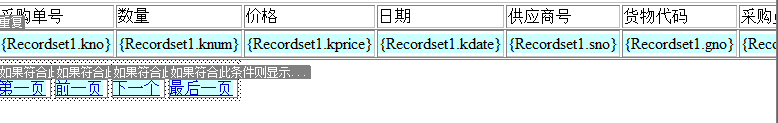 采购单号 数量 价格 日期 供应商号 货物代码 采购
重复
{Recordset1.kno} {Recordset1.knum} {Recordset1.kprice} {Recordset1.kdate} {Recordset1.sno} {Recordset1.gno} {Reco
如果符合此 如果符合此 如果符合此 如果符合此条件则显示...
第一页 前一页 下一个 最后一页